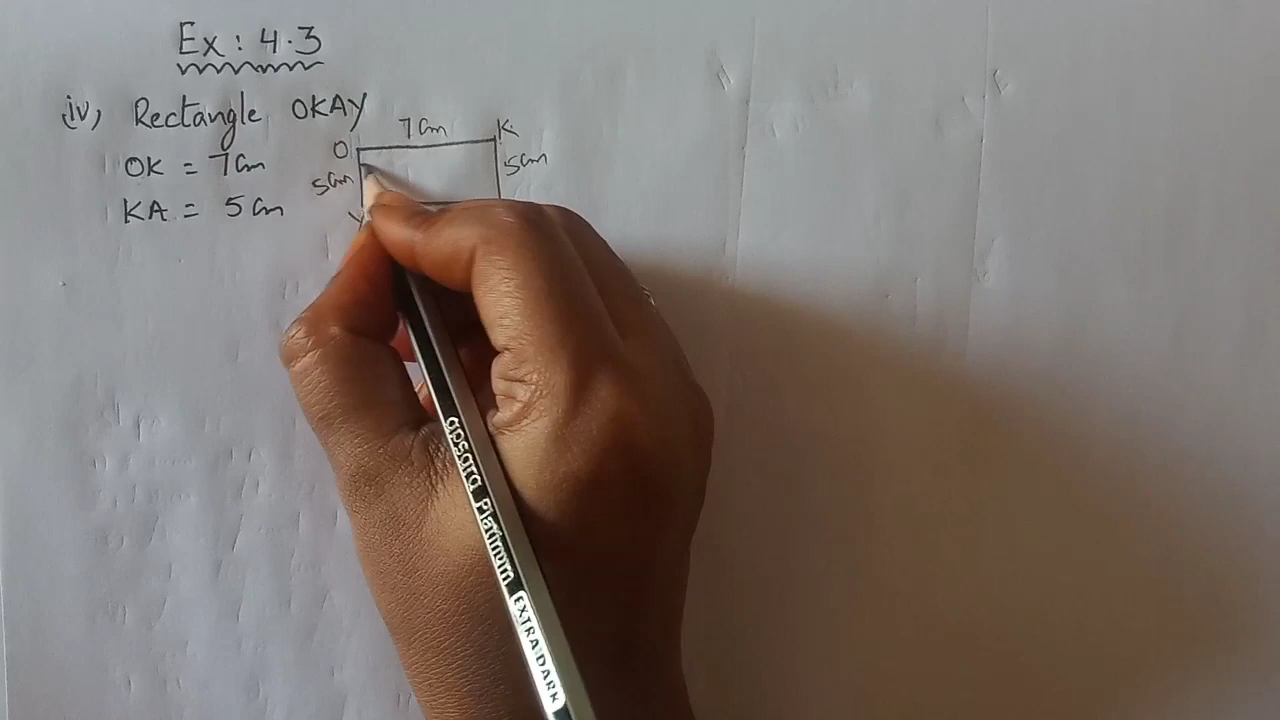 Ex: 4.3
iv) Rectangle OKAY
OK = 7cm
KA = 5cm
7cm
O
K
5cm
5cm
Y
apsara Platinum EXTRA DARK